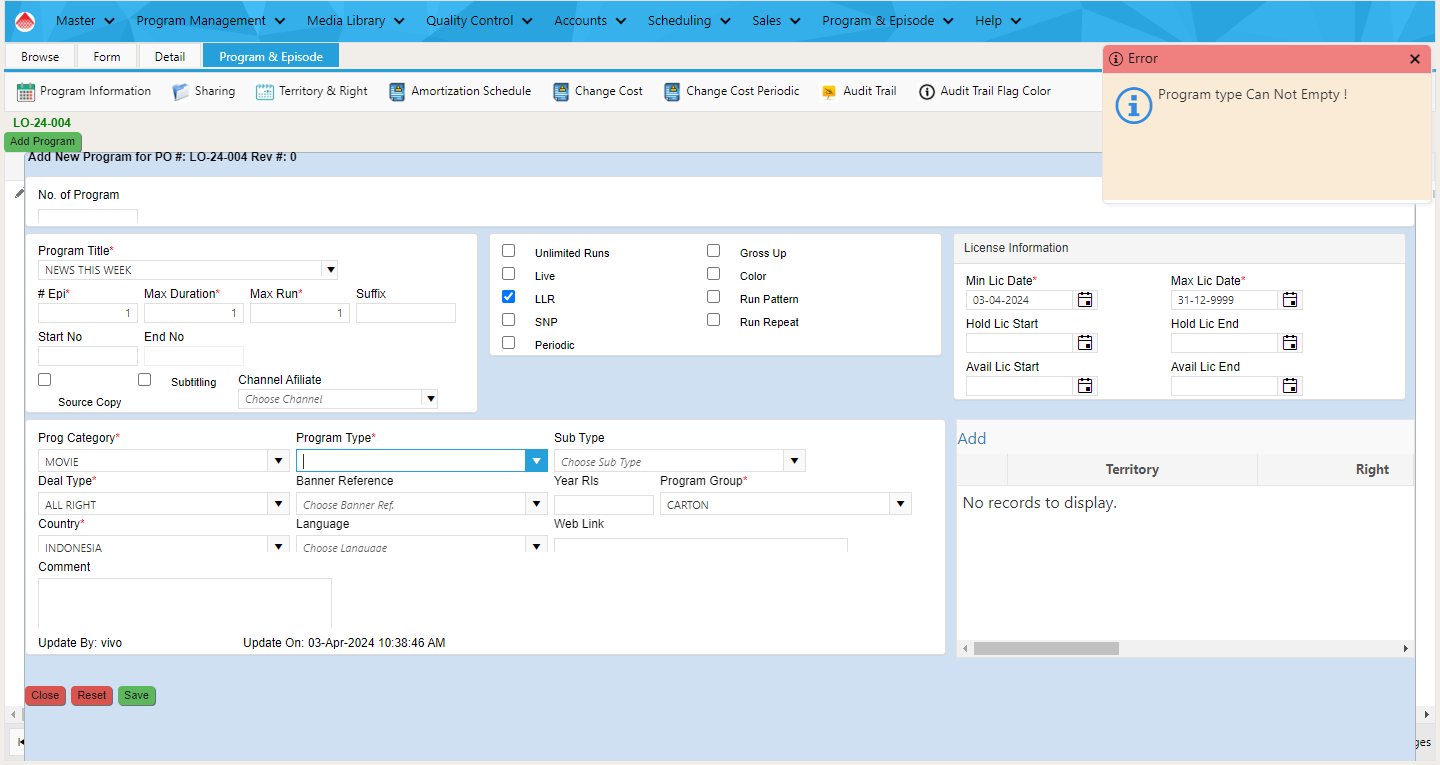 Master Program Management Media Library Quality Control Accounts Scheduling Sales Program & Episode Help
Browse Form Detail Program & Episode
Error
Program type Can Not Empty !
Program Information Sharing Territory & Right Amortization Schedule Change Cost Change Cost Periodic Audit Trail Audit Trail Flag Color
LO-24-004
Add Program
Add New Program for PO #: LO-24-004 Rev #: 0
No. of Program
Program Title*
NEWS THIS WEEK
# Epi* Max Duration* Max Run* Suffix
1 1 1
Start No End No
Subtitling Channel Afiliate
Source Copy Choose Channel
Unlimited Runs Gross Up
Live Color
LLR Run Pattern
SNP Run Repeat
Periodic
License Information
Min Lic Date* Max Lic Date*
03-04-2024 31-12-9999
Hold Lic Start Hold Lic End
Avail Lic Start Avail Lic End
Prog Category* Program Type* Sub Type
MOVIE Choose Sub Type
Deal Type* Banner Reference Year Rls Program Group*
ALL RIGHT Choose Banner Ref. CARTON
Country* Language Web Link
INDONESIA Choose Language
Comment
Update By: vivo Update On: 03-Apr-2024 10:38:46 AM
Add
Territory Right
No records to display.
Close Reset Save
ges